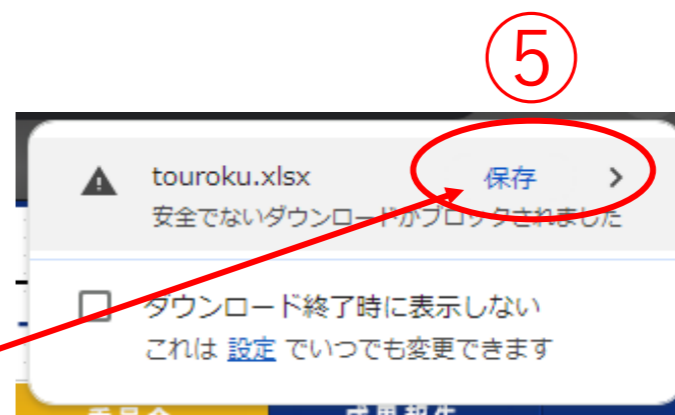 ⑤
touroku.xlsx 保存
安全でないダウンロードがブロックされました
ダウンロード終了時に表示しない
これは 設定 でいつでも変更できます